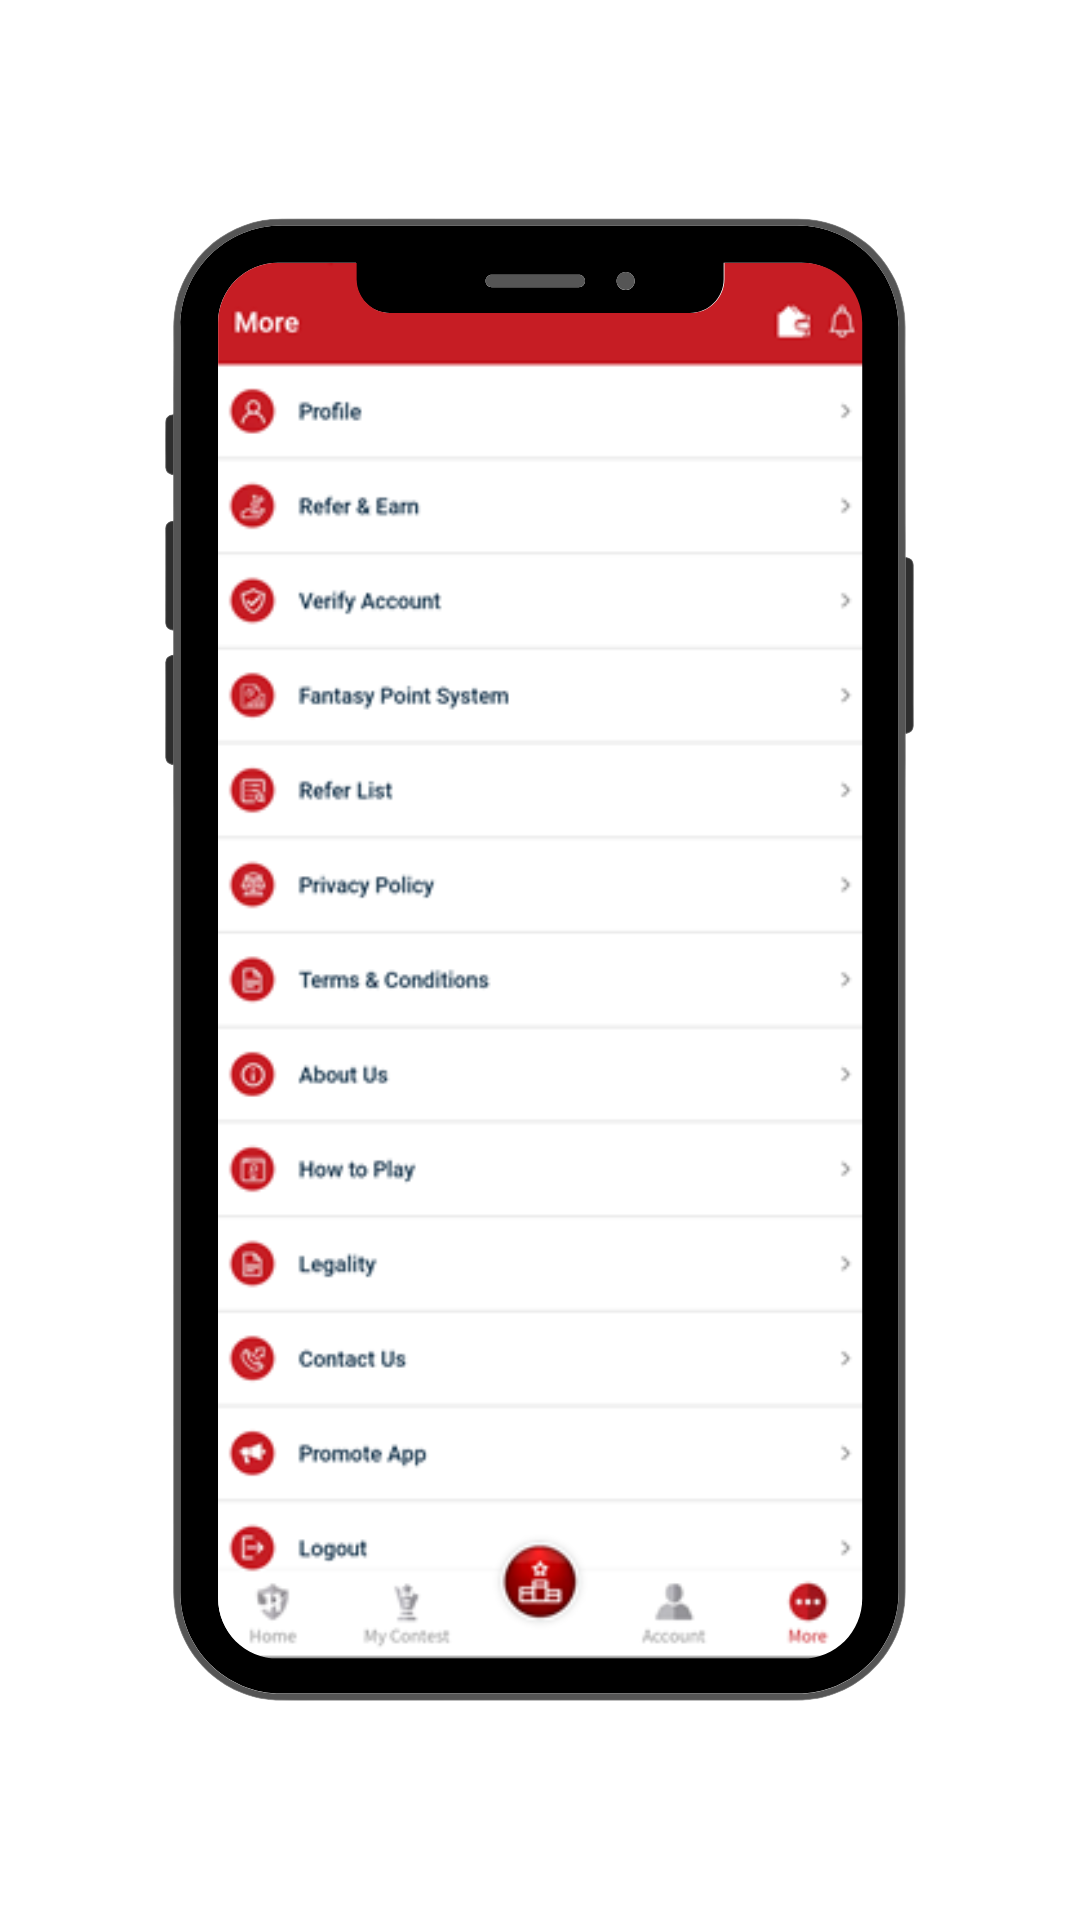 More
Profile
Refer & Earn
Verify Account
Fantasy Point System
Refer List
Privacy Policy
Terms & Conditions
About Us
How to Play
Legality
Contact Us
Promote App
Logout
Home
My Contest
Account
More